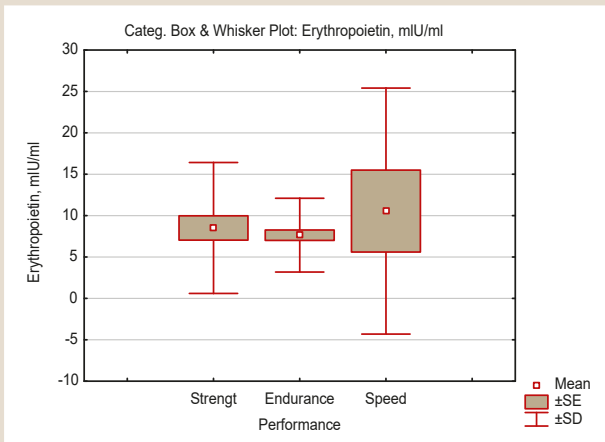 Categ. Box & Whisker Plot: Erythropoietin, mIU/ml
30
25
20
15
10
5
0
-5
-10
Erythropoietin, mIU/ml
Strengt Endurance Speed
Performance
Mean
±SE
±SD